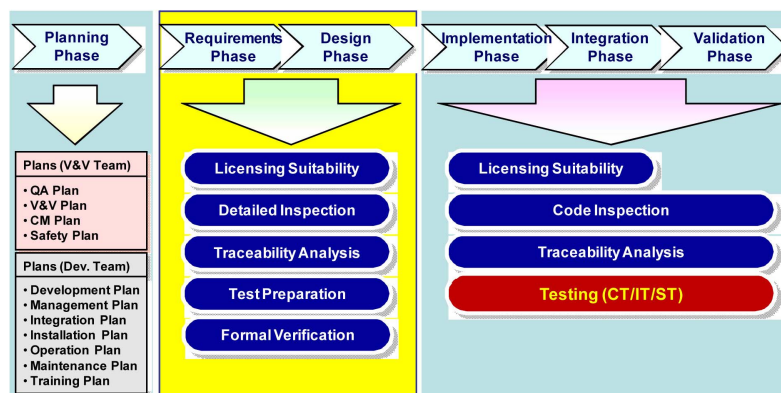 Planning
Phase
Requirements
Phase
Design
Phase
Implementation
Phase
Integration
Phase
Validation
Phase
Plans (V&V Team)
• QA Plan
• V&V Plan
• CM Plan
• Safety Plan
Plans (Dev. Team)
• Development Plan
• Management Plan
• Integration Plan
• Installation Plan
• Operation Plan
• Maintenance Plan
• Training Plan
Licensing Suitability
Detailed Inspection
Traceability Analysis
Test Preparation
Formal Verification
Licensing Suitability
Code Inspection
Traceability Analysis
Testing (CT/IT/ST)